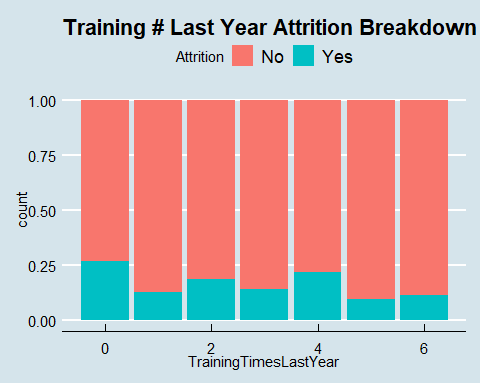 Training # Last Year Attrition Breakdown
Attrition No Yes
1.00
0.75
0.50
0.25
0.00
count
0 2 4 6
TrainingTimesLastYear